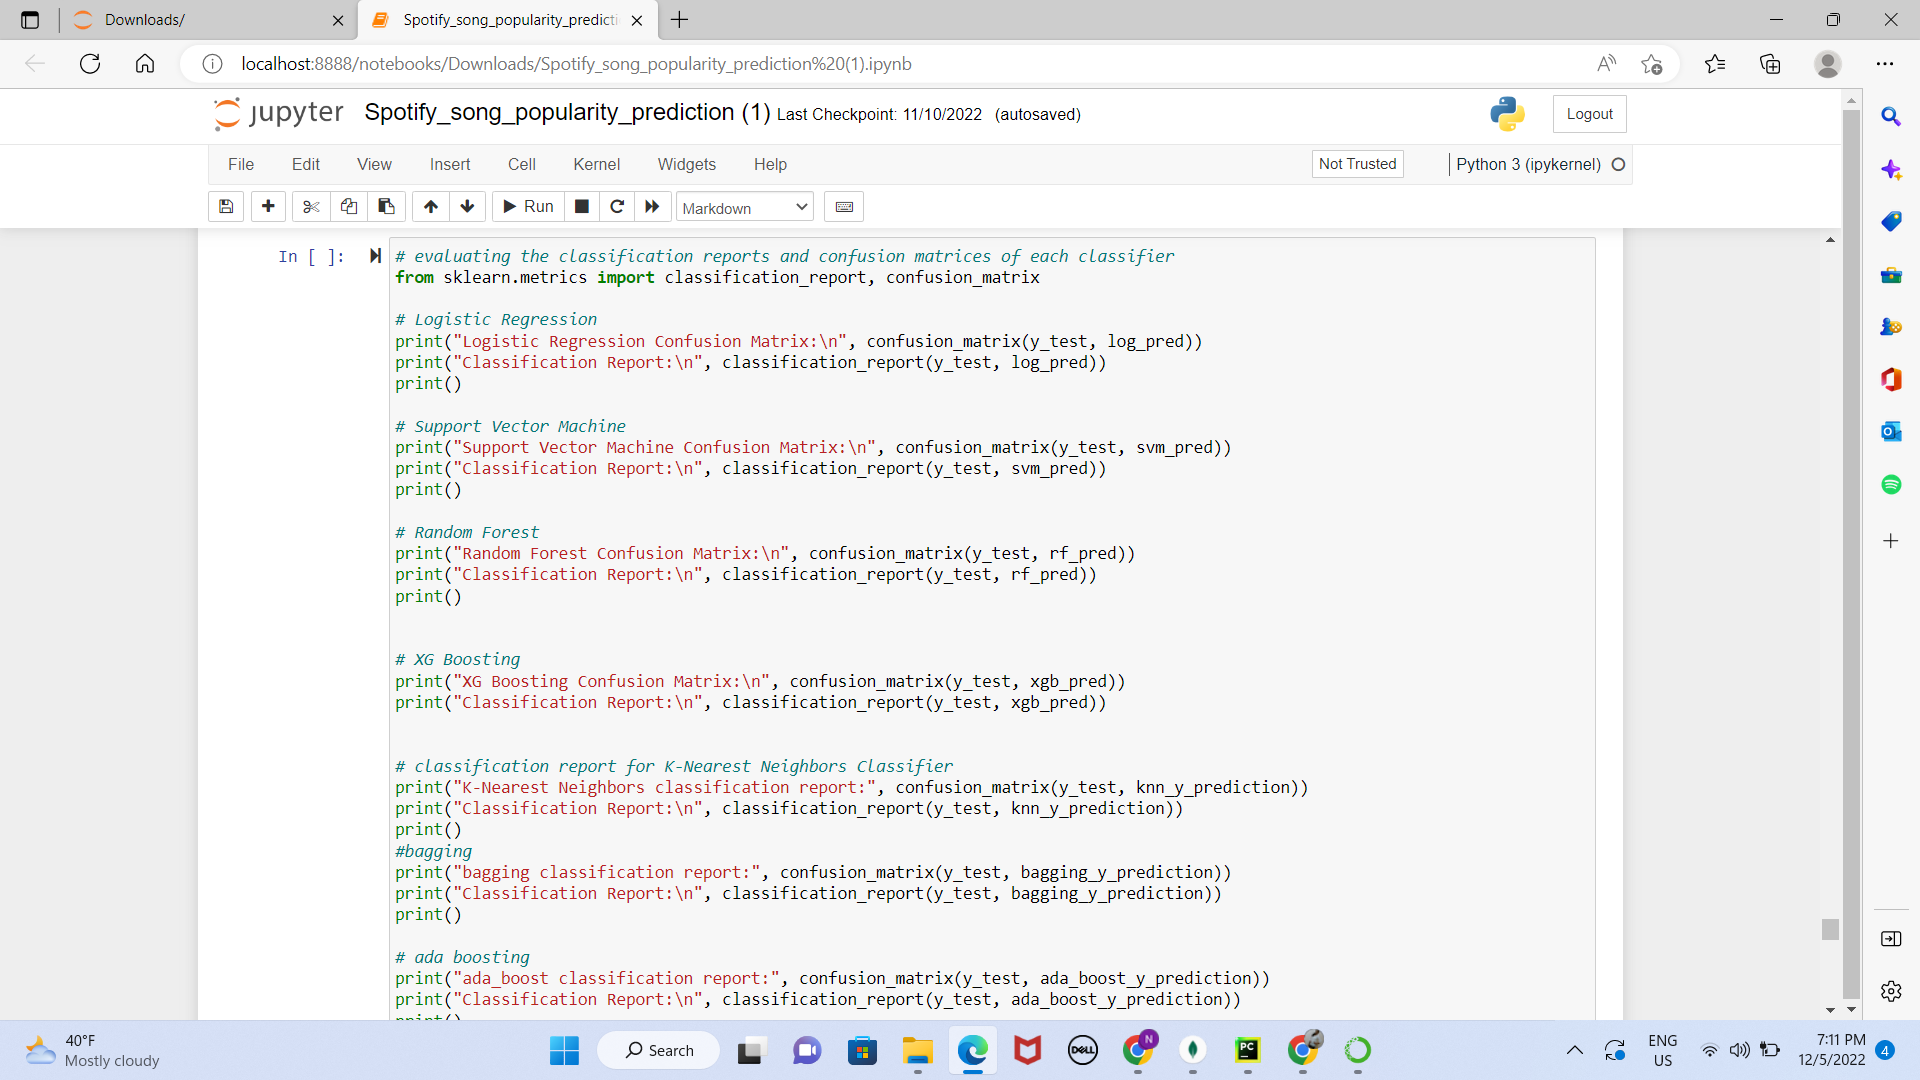 Downloads/
Spotify_song_popularity_predicti
localhost:8888/notebooks/Downloads/Spotify_song_popularity_prediction%20(1).ipynb
jupyter Spotify_song_popularity_prediction (1) Last Checkpoint: 11/10/2022 (autosaved)
Logout
File Edit View Insert Cell Kernel Widgets Help
Not Trusted
Python 3 (ipykernel)
Run
Markdown
In [ ]:
# evaluating the classification reports and confusion matrices of each classifier
from sklearn.metrics import classification_report, confusion_matrix
# Logistic Regression
print("Logistic Regression Confusion Matrix:\n", confusion_matrix(y_test, log_pred))
print("Classification Report:\n", classification_report(y_test, log_pred))
print()
# Support Vector Machine
print("Support Vector Machine Confusion Matrix:\n", confusion_matrix(y_test, svm_pred))
print("Classification Report:\n", classification_report(y_test, svm_pred))
print()
# Random Forest
print("Random Forest Confusion Matrix:\n", confusion_matrix(y_test, rf_pred))
print("Classification Report:\n", classification_report(y_test, rf_pred))
print()
# XG Boosting
print("XG Boosting Confusion Matrix:\n", confusion_matrix(y_test, xgb_pred))
print("Classification Report:\n", classification_report(y_test, xgb_pred))
# classification report for K-Nearest Neighbors Classifier
print("K-Nearest Neighbors classification report:", confusion_matrix(y_test, knn_y_prediction))
print("Classification Report:\n", classification_report(y_test, knn_y_prediction))
print()
#bagging
print("bagging classification report:", confusion_matrix(y_test, bagging_y_prediction))
print("Classification Report:\n", classification_report(y_test, bagging_y_prediction))
print()
# ada boosting
print("ada_boost classification report:", confusion_matrix(y_test, ada_boost_y_prediction))
print("Classification Report:\n", classification_report(y_test, ada_boost_y_prediction))
print()
40°F
Mostly cloudy
Search
DELL
N
PC
ENG
US
7:11 PM
12/5/2022
4